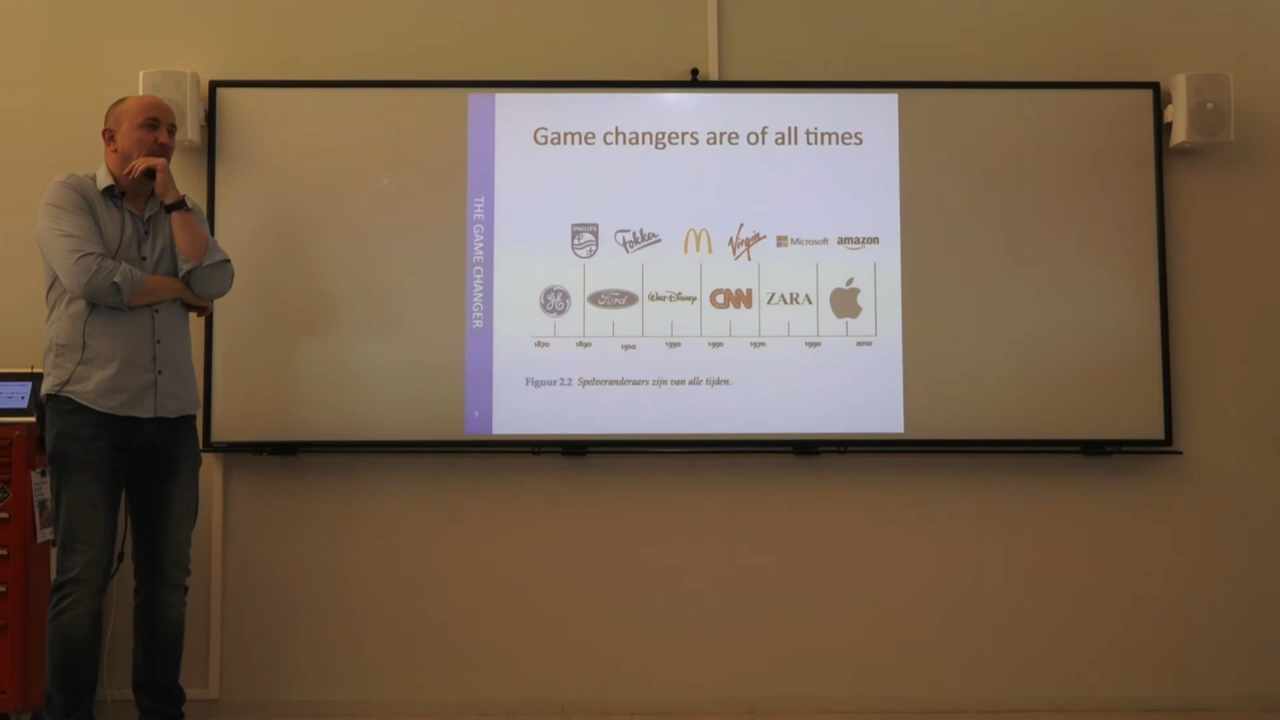 Game changers are of all times
THE GAME CHANGER
PHILIPS
Fokker
Virgin
Microsoft
amazon
GE
Ford
Walt Disney
CNN
ZARA
1870 1890 1910 1930 1950 1970 1990 2010
Figuur 2.2 Spelveranderaars zijn van alle tijden.